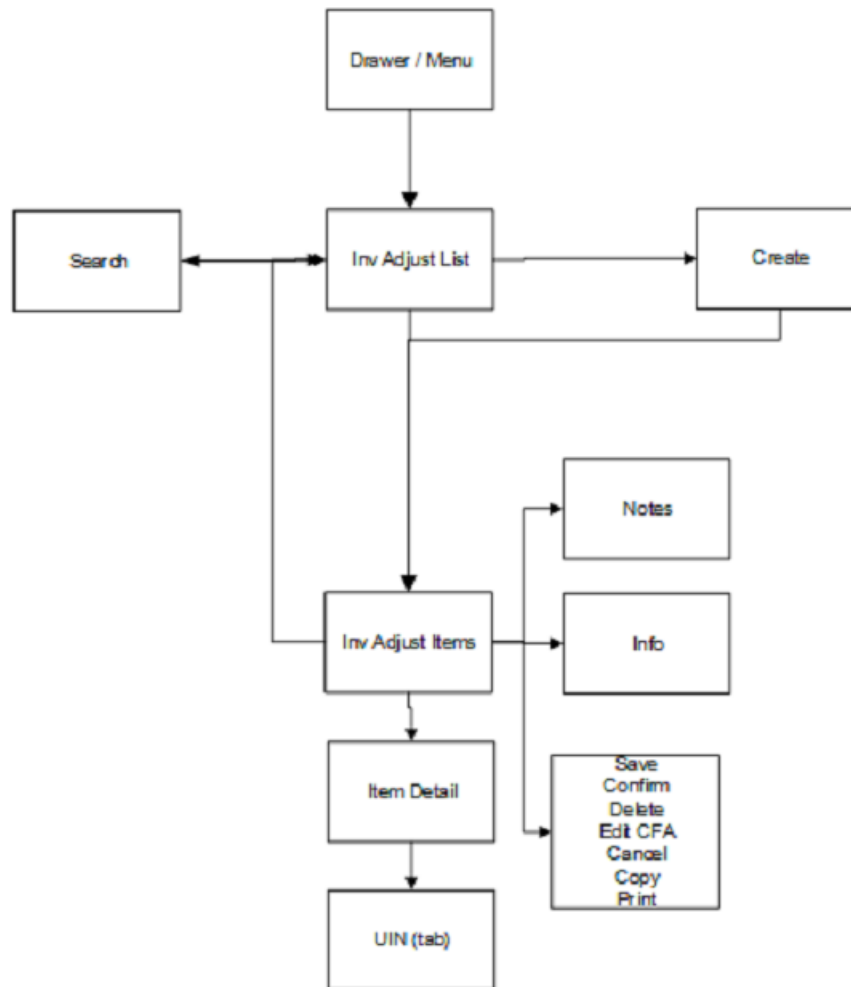 Drawer / Menu
Search
Inv Adjust List
Create
Notes
Inv Adjust Items
Info
Item Detail
Save
Confirm
Delete
Edit CFA
Cancel
Copy
Print
UIN (tab)